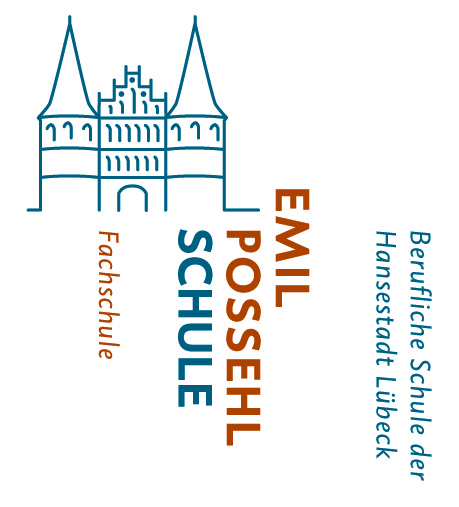 Berufliche Schule der
Hansestadt Lübeck
EMIL
POSSEHL
SCHULE
Fachschule